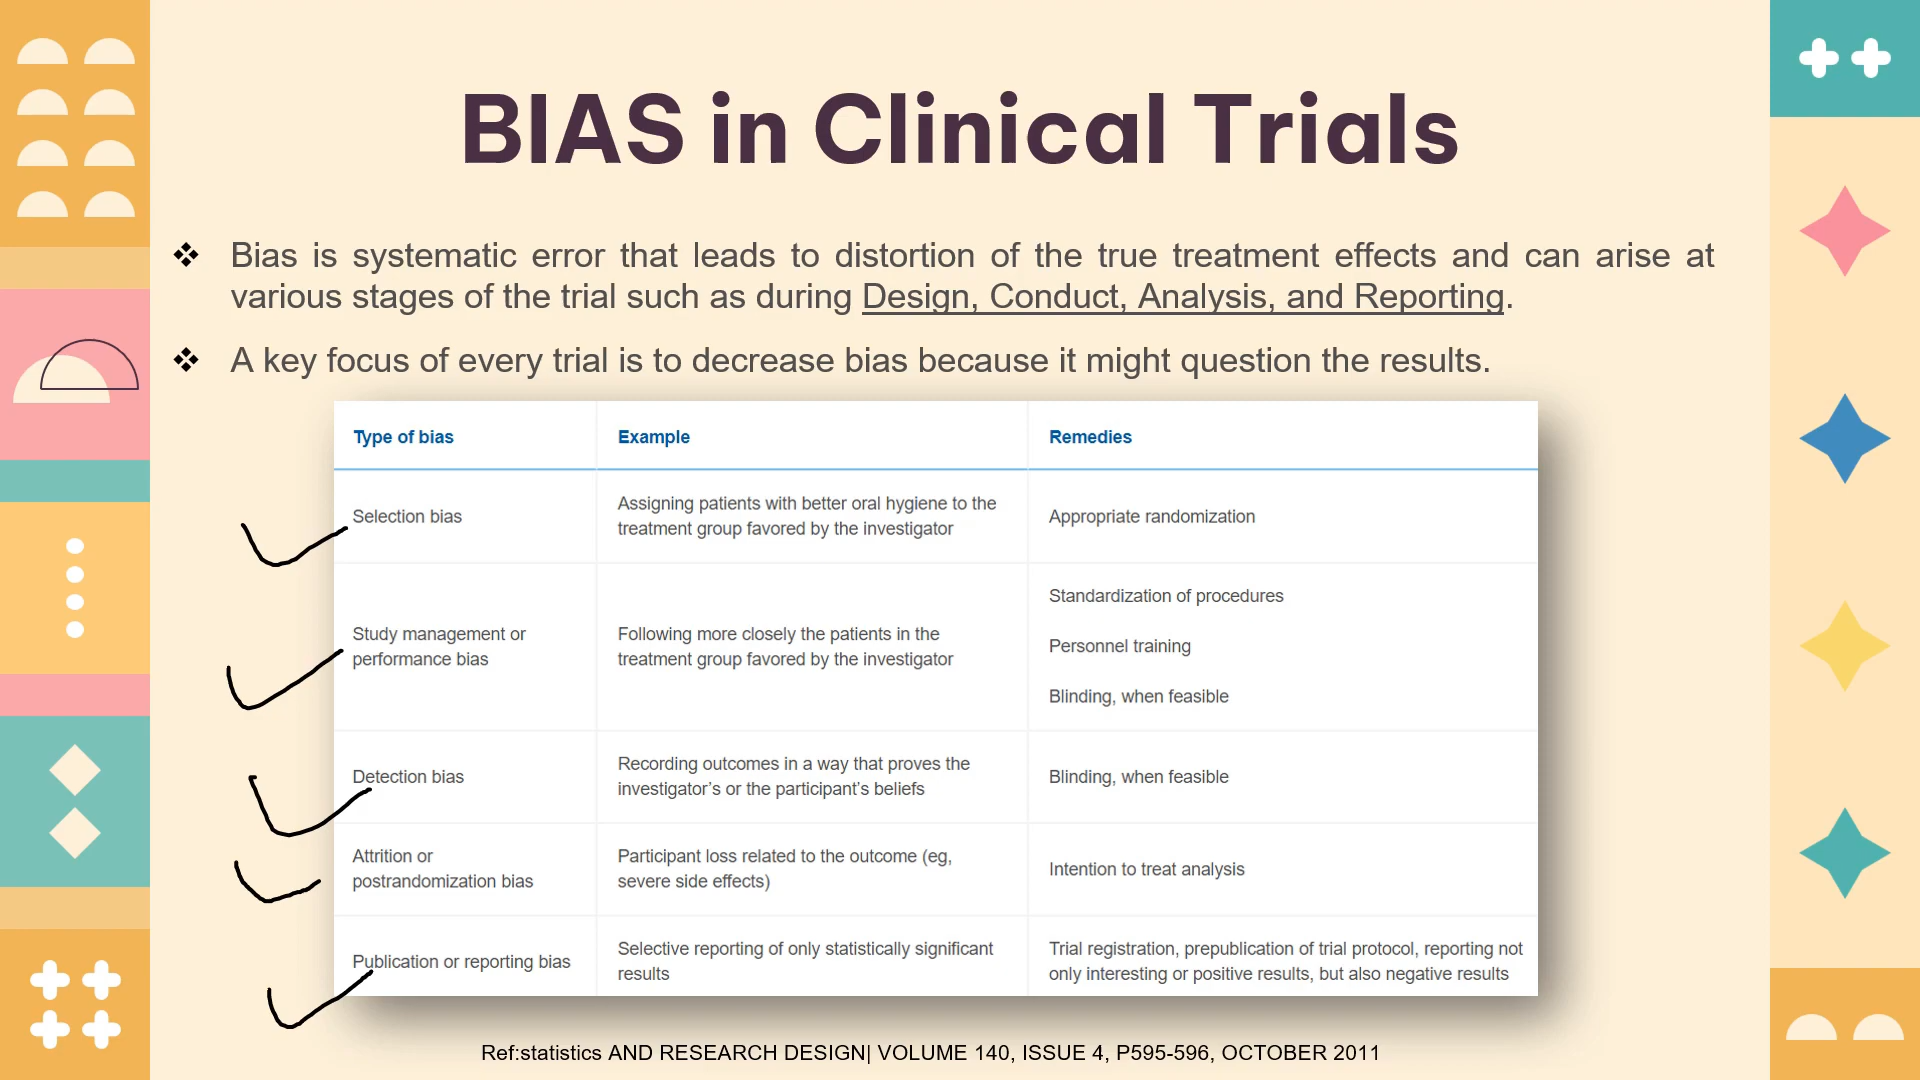 BIAS in Clinical Trials
❖ Bias is systematic error that leads to distortion of the true treatment effects and can arise at
various stages of the trial such as during Design, Conduct, Analysis, and Reporting.
❖ A key focus of every trial is to decrease bias because it might question the results.
Type of bias Example Remedies
Selection bias
Assigning patients with better oral hygiene to the
treatment group favored by the investigator
Appropriate randomization
Study management or
performance bias
Following more closely the patients in the
treatment group favored by the investigator
Standardization of procedures
Personnel training
Blinding, when feasible
Detection bias
Recording outcomes in a way that proves the
investigator's or the participant's beliefs
Blinding, when feasible
Attrition or
postrandomization bias
Participant loss related to the outcome (eg,
severe side effects)
Intention to treat analysis
Publication or reporting bias
Selective reporting of only statistically significant
results
Trial registration, prepublication of trial protocol, reporting not
only interesting or positive results, but also negative results
Ref:statistics AND RESEARCH DESIGN| VOLUME 140, ISSUE 4, P595-596, OCTOBER 2011